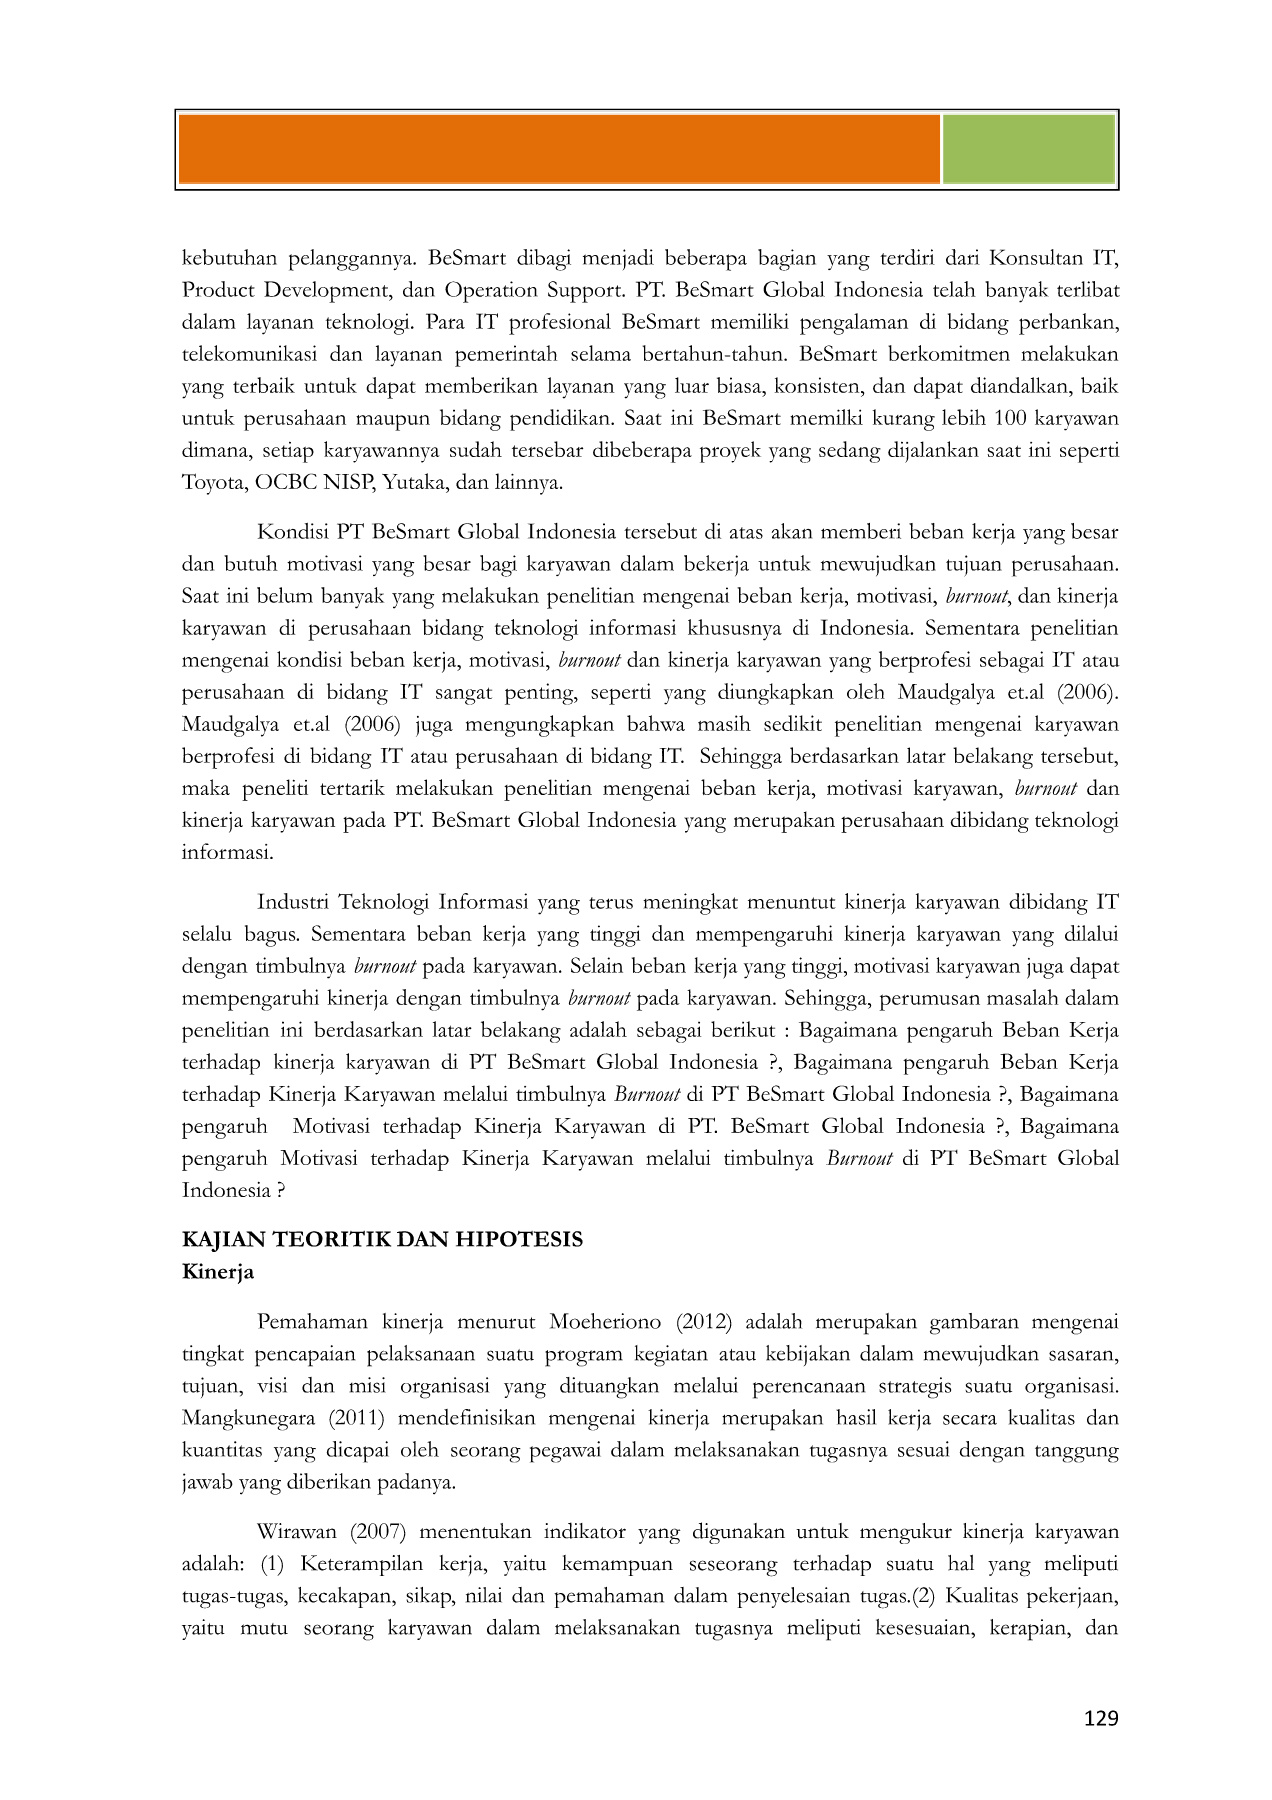 kebutuhan pelanggannya. BeSmart dibagi menjadi beberapa bagian yang terdiri dari Konsultan IT,
Product Development, dan Operation Support. PT. BeSmart Global Indonesia telah banyak terlibat
dalam layanan teknologi. Para IT profesional BeSmart memiliki pengalaman di bidang perbankan,
telekomunikasi dan layanan pemerintah selama bertahun-tahun. BeSmart berkomitmen melakukan
yang terbaik untuk dapat memberikan layanan yang luar biasa, konsisten, dan dapat diandalkan, baik
untuk perusahaan maupun bidang pendidikan. Saat ini BeSmart memilki kurang lebih 100 karyawan
dimana, setiap karyawannya sudah tersebar dibeberapa proyek yang sedang dijalankan saat ini seperti
Toyota, OCBC NISP, Yutaka, dan lainnya.
Kondisi PT BeSmart Global Indonesia tersebut di atas akan memberi beban kerja yang besar
dan butuh motivasi yang besar bagi karyawan dalam bekerja untuk mewujudkan tujuan perusahaan.
Saat ini belum banyak yang melakukan penelitian mengenai beban kerja, motivasi, burnout, dan kinerja
karyawan di perusahaan bidang teknologi informasi khususnya di Indonesia. Sementara penelitian
mengenai kondisi beban kerja, motivasi, burnout dan kinerja karyawan yang berprofesi sebagai IT atau
perusahaan di bidang IT sangat penting, seperti yang diungkapkan oleh Maudgalya et.al (2006).
Maudgalya et.al (2006) juga mengungkapkan bahwa masih sedikit penelitian mengenai karyawan
berprofesi di bidang IT atau perusahaan di bidang IT. Sehingga berdasarkan latar belakang tersebut,
maka peneliti tertarik melakukan penelitian mengenai beban kerja, motivasi karyawan, burnout dan
kinerja karyawan pada PT. BeSmart Global Indonesia yang merupakan perusahaan dibidang teknologi
informasi.
Industri Teknologi Informasi yang terus meningkat menuntut kinerja karyawan dibidang IT
selalu bagus. Sementara beban kerja yang tinggi dan mempengaruhi kinerja karyawan yang dilalui
dengan timbulnya burnout pada karyawan. Selain beban kerja yang tinggi, motivasi karyawan juga dapat
mempengaruhi kinerja dengan timbulnya burnout pada karyawan. Sehingga, perumusan masalah dalam
penelitian ini berdasarkan latar belakang adalah sebagai berikut : Bagaimana pengaruh Beban Kerja
terhadap kinerja karyawan di PT BeSmart Global Indonesia ?, Bagaimana pengaruh Beban Kerja
terhadap Kinerja Karyawan melalui timbulnya Burnout di PT BeSmart Global Indonesia ?, Bagaimana
pengaruh Motivasi terhadap Kinerja Karyawan di PT. BeSmart Global Indonesia ?, Bagaimana
pengaruh Motivasi terhadap Kinerja Karyawan melalui timbulnya Burnout di PT BeSmart Global
Indonesia ?
KAJIAN TEORITIK DAN HIPOTESIS
Kinerja
Pemahaman kinerja menurut Moeheriono (2012) adalah merupakan gambaran mengenai
tingkat pencapaian pelaksanaan suatu program kegiatan atau kebijakan dalam mewujudkan sasaran,
tujuan, visi dan misi organisasi yang dituangkan melalui perencanaan strategis suatu organisasi.
Mangkunegara (2011) mendefinisikan mengenai kinerja merupakan hasil kerja secara kualitas dan
kuantitas yang dicapai oleh seorang pegawai dalam melaksanakan tugasnya sesuai dengan tanggung
jawab yang diberikan padanya.
Wirawan (2007) menentukan indikator yang digunakan untuk mengukur kinerja karyawan
adalah: (1) Keterampilan kerja, yaitu kemampuan seseorang terhadap suatu hal yang meliputi
tugas-tugas, kecakapan, sikap, nilai dan pemahaman dalam penyelesaian tugas.(2) Kualitas pekerjaan,
yaitu mutu seorang karyawan dalam melaksanakan tugasnya meliputi kesesuaian, kerapian, dan
129